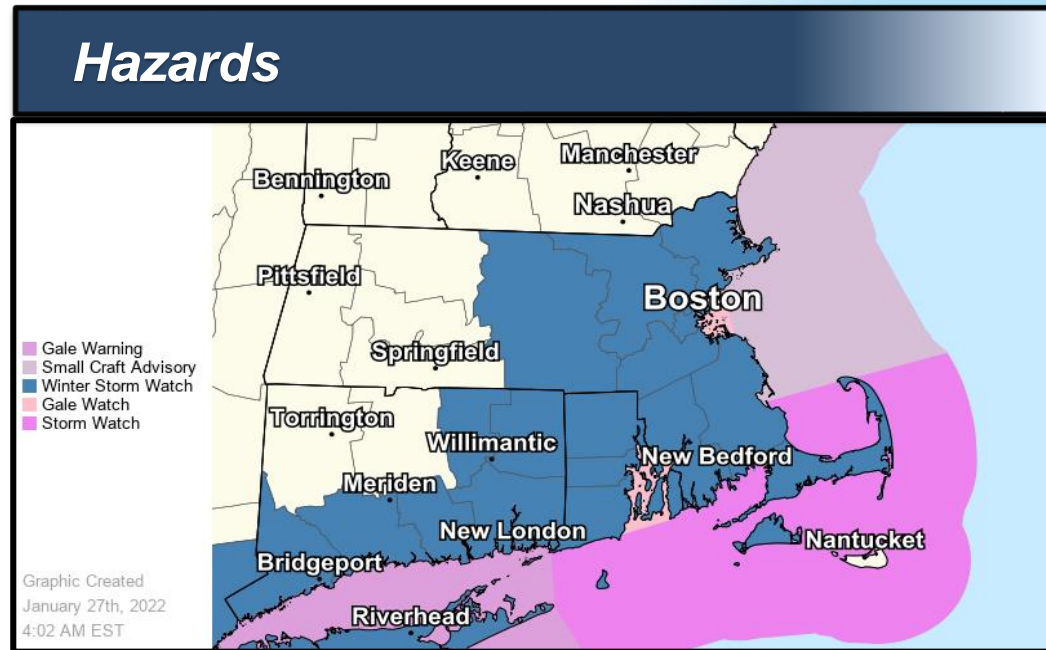 Hazards
Keene
Manchester
Bennington
Nashua
Pittsfield
Boston
Springfield
Gale Warning
Small Craft Advisory
Winter Storm Watch
Gale Watch
Storm Watch
Torrington
Willimantic
New Bedford
Meriden
New London
Nantucket
Bridgeport
Riverhead
Graphic Created
January 27th, 2022
4:02 AM EST